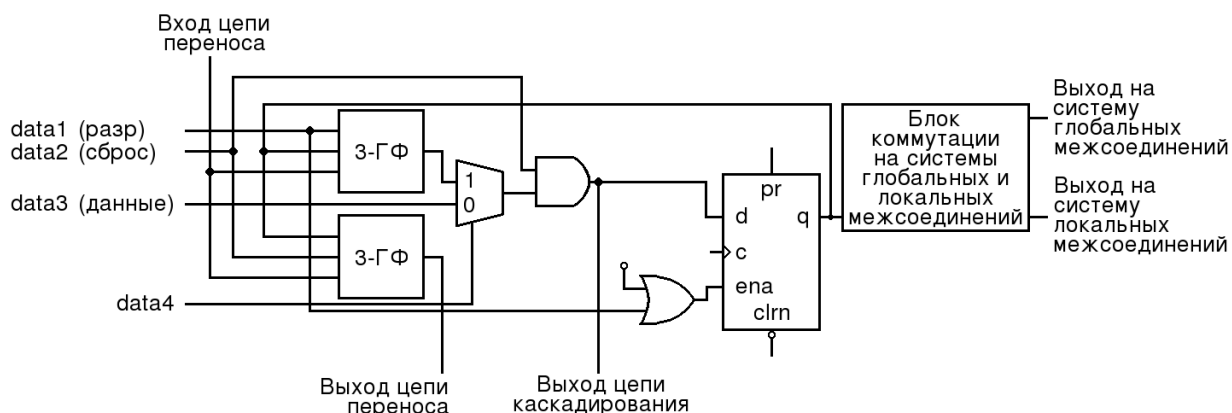 Вход цепи
переноса
data1 (разр)
data2 (сброс)
data3 (данные)
data4
3-ГФ
3-ГФ
1
0
Выход цепи
переноса
Выход цепи
каскадирования
pr
d
q
c
ena
clrn
Блок
коммутации
на системы
глобальных и
локальных
межсоединений
Выход на
систему
глобальных
межсоединений
Выход на
систему
локальных
межсоединений